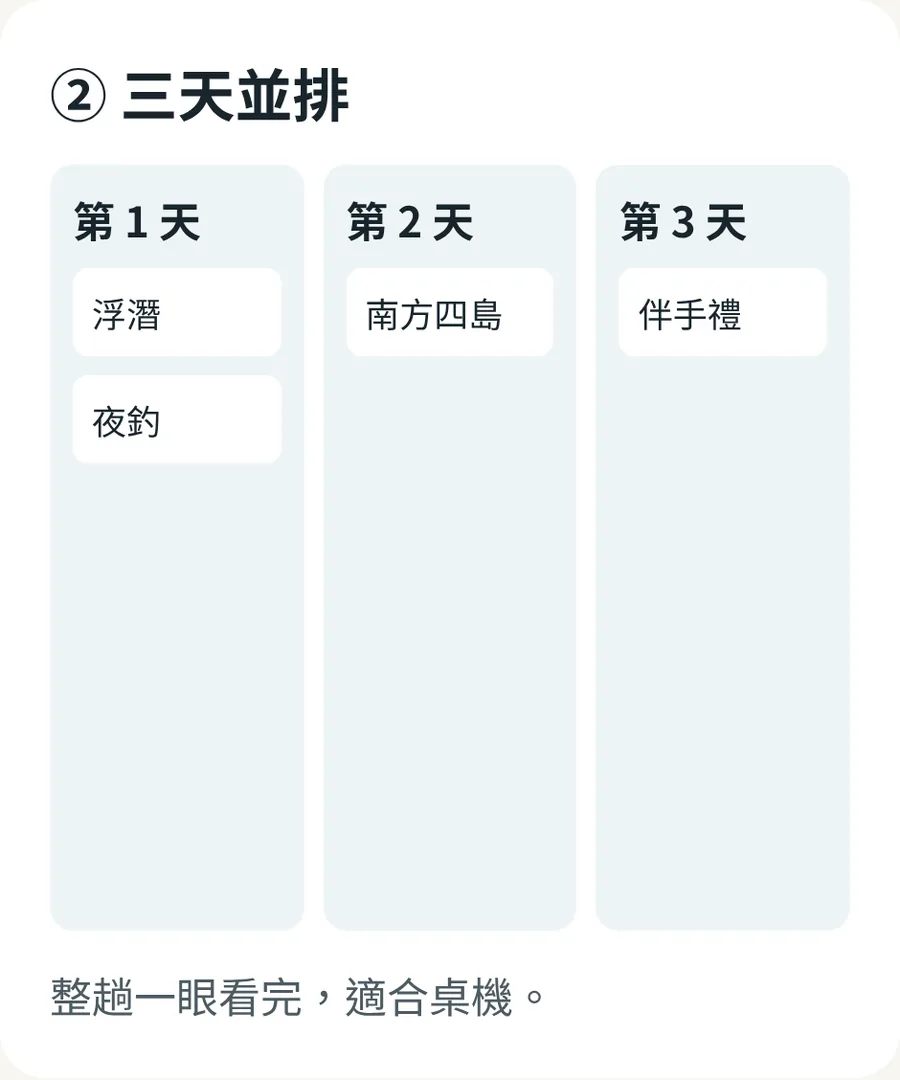 ② 三天並排
第 1 天
浮潛
夜釣
第 2 天
南方四島
第 3 天
伴手禮
整趟一眼看完，適合桌機。